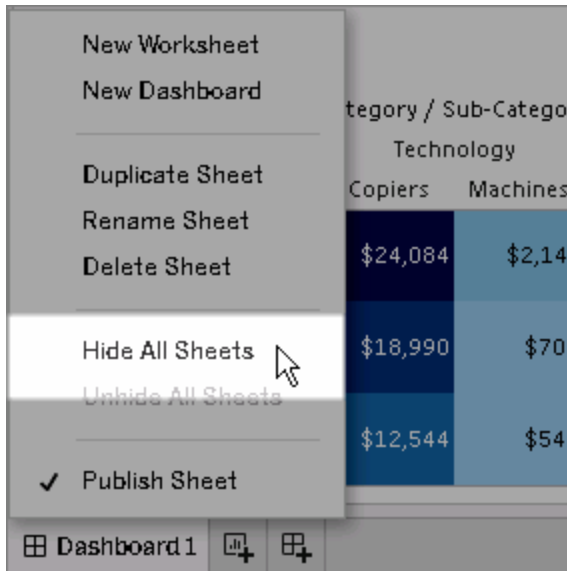 New Worksheet
New Dashboard
Duplicate Sheet
Rename Sheet
Delete Sheet
Hide All Sheets
Unhide All Sheets
Publish Sheet
tegory / Sub-Catego
Technology
Copiers Machines
$24,084 $2,14
$18,990 $70
$12,544 $54
Dashboard 1